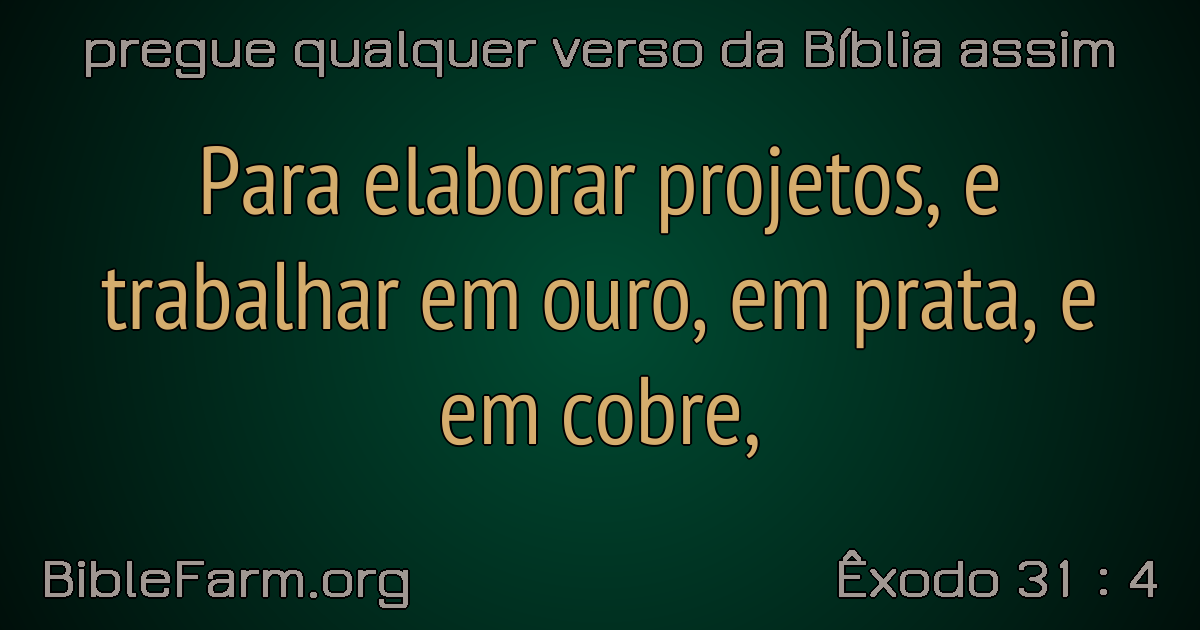 pregue qualquer verso da Bíblia assim
Para elaborar projetos, e
trabalhar em ouro, em prata, e
em cobre,
BibleFarm.org
Êxodo 31 : 4